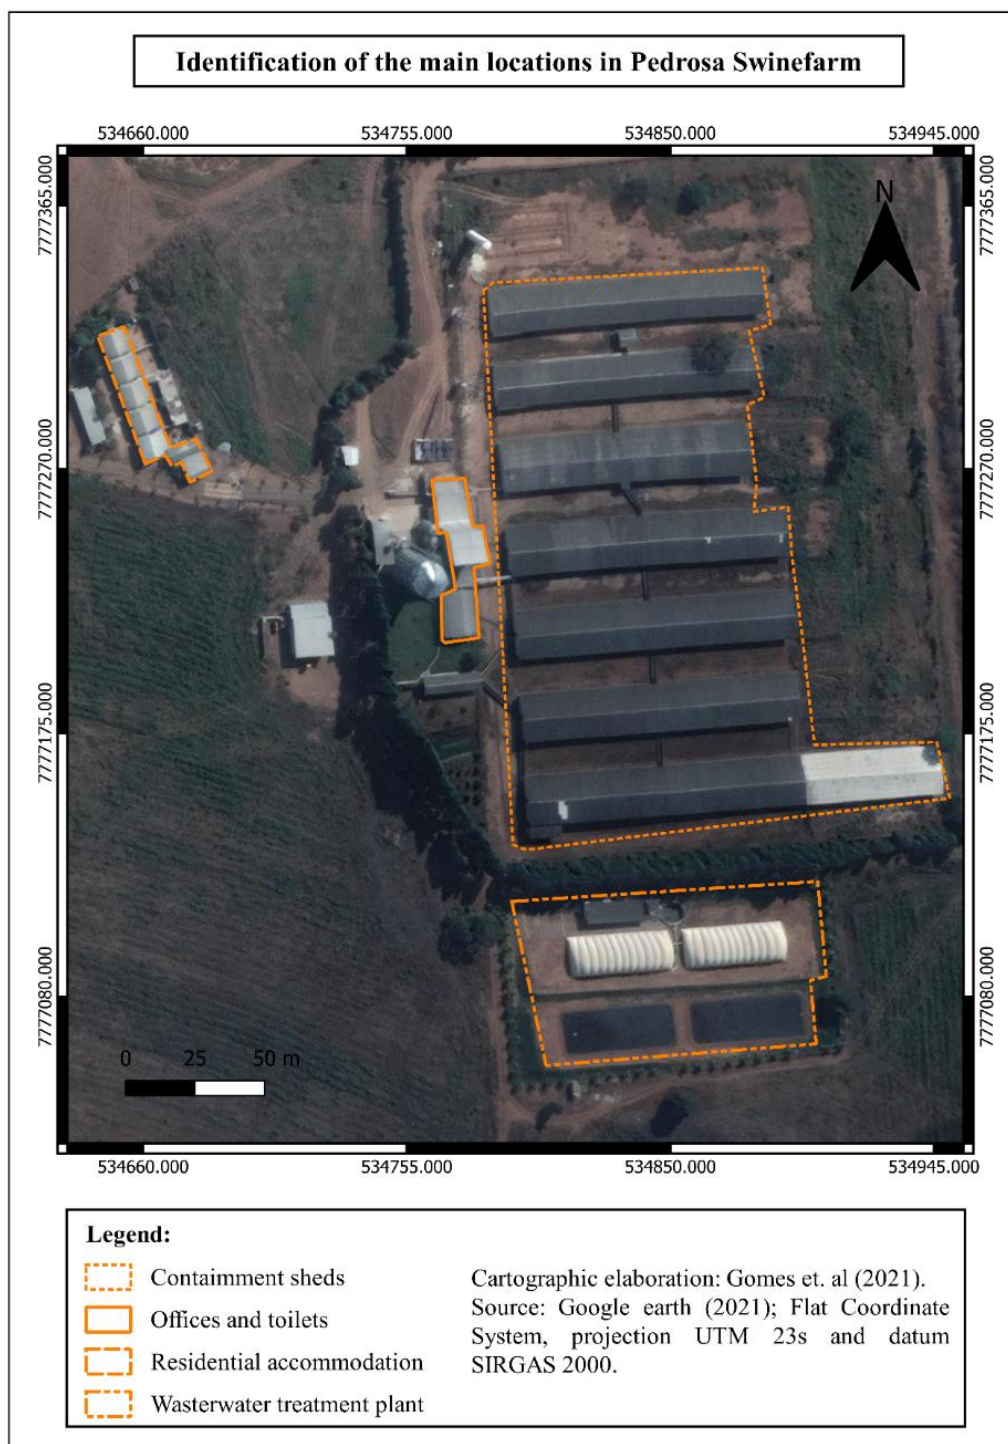 Identification of the main locations in Pedrosa Swinefarm
534660.000 534755.000 534850.000 534945.000
7777365.000 7777365.000
N
7777270.000 7777270.000
7777175.000 7777175.000
7777080.000 7777080.000
0 25 50 m
534660.000 534755.000 534850.000 534945.000
Legend:
Containment sheds
Offices and toilets
Residential accommodation
Wasterwater treatment plant
Cartographic elaboration: Gomes et. al (2021).
Source: Google earth (2021); Flat Coordinate
System, projection UTM 23s and datum
SIRGAS 2000.